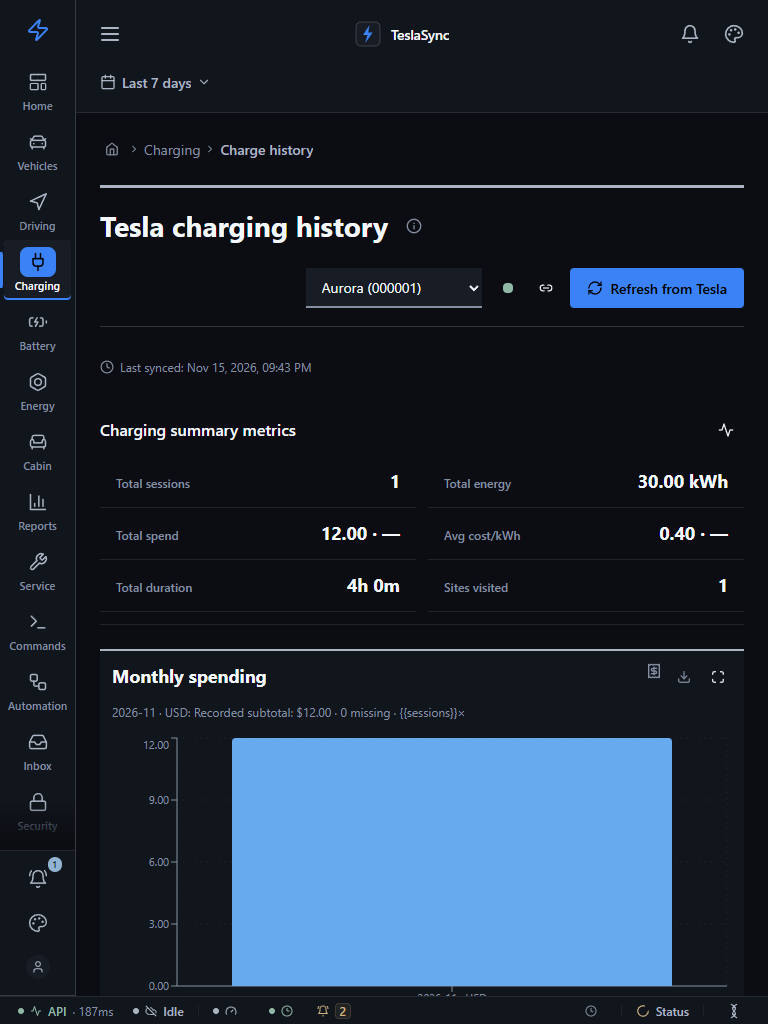 TeslaSync
Last 7 days
Home
Vehicles
Driving
Charging
Battery
Energy
Cabin
Reports
Service
Commands
Automation
Inbox
Security
1
Charging
Charge history
Tesla charging history
Aurora (000001)
Refresh from Tesla
Last synced: Nov 15, 2026, 09:43 PM
Charging summary metrics
Total sessions 1
Total energy 30.00 kWh
Total spend 12.00 · —
Avg cost/kWh 0.40 · —
Total duration 4h 0m
Sites visited 1
Monthly spending
2026-11 · USD: Recorded subtotal: $12.00 · 0 missing · {{sessions}}×
12.00
9.00
6.00
3.00
0.00
2026-11 · USD
API · 187ms
Idle
2
Status